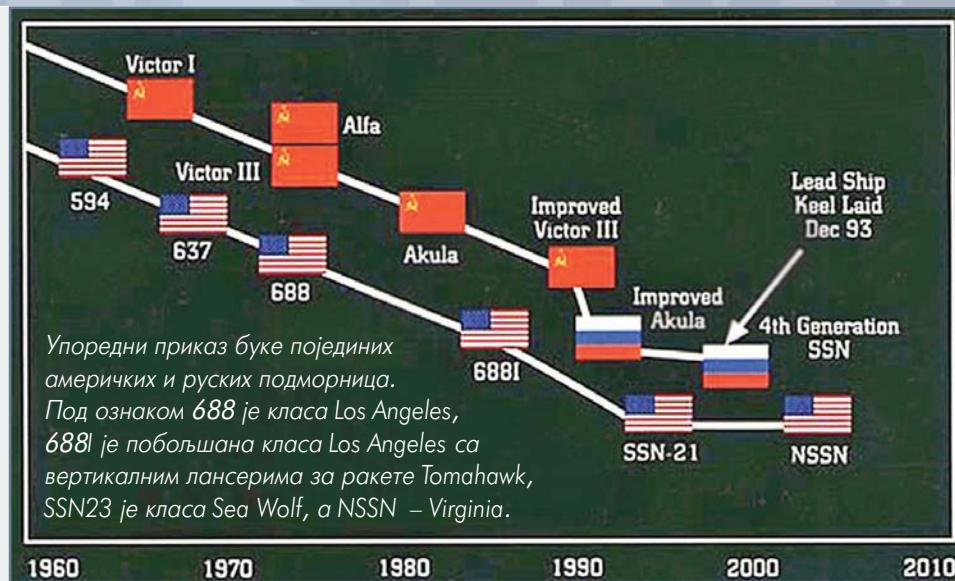 Victor I
Alfa
Victor III
594
637
688
Akula
Improved
Victor III
Lead Ship
Keel Laid
Dec 93
Improved
Akula
4th Generation
SSN
688I
SSN-21
NSSN
Упоредни приказ буке појединих
америчких и руских подморница.
Под ознаком 688 је класа Los Angeles,
688I је побољшана класа Los Angeles са
вертикалним лансерима за ракете Tomahawk,
SSN23 је класа Sea Wolf, а NSSN – Virginia.
1960 1970 1980 1990 2000 2010